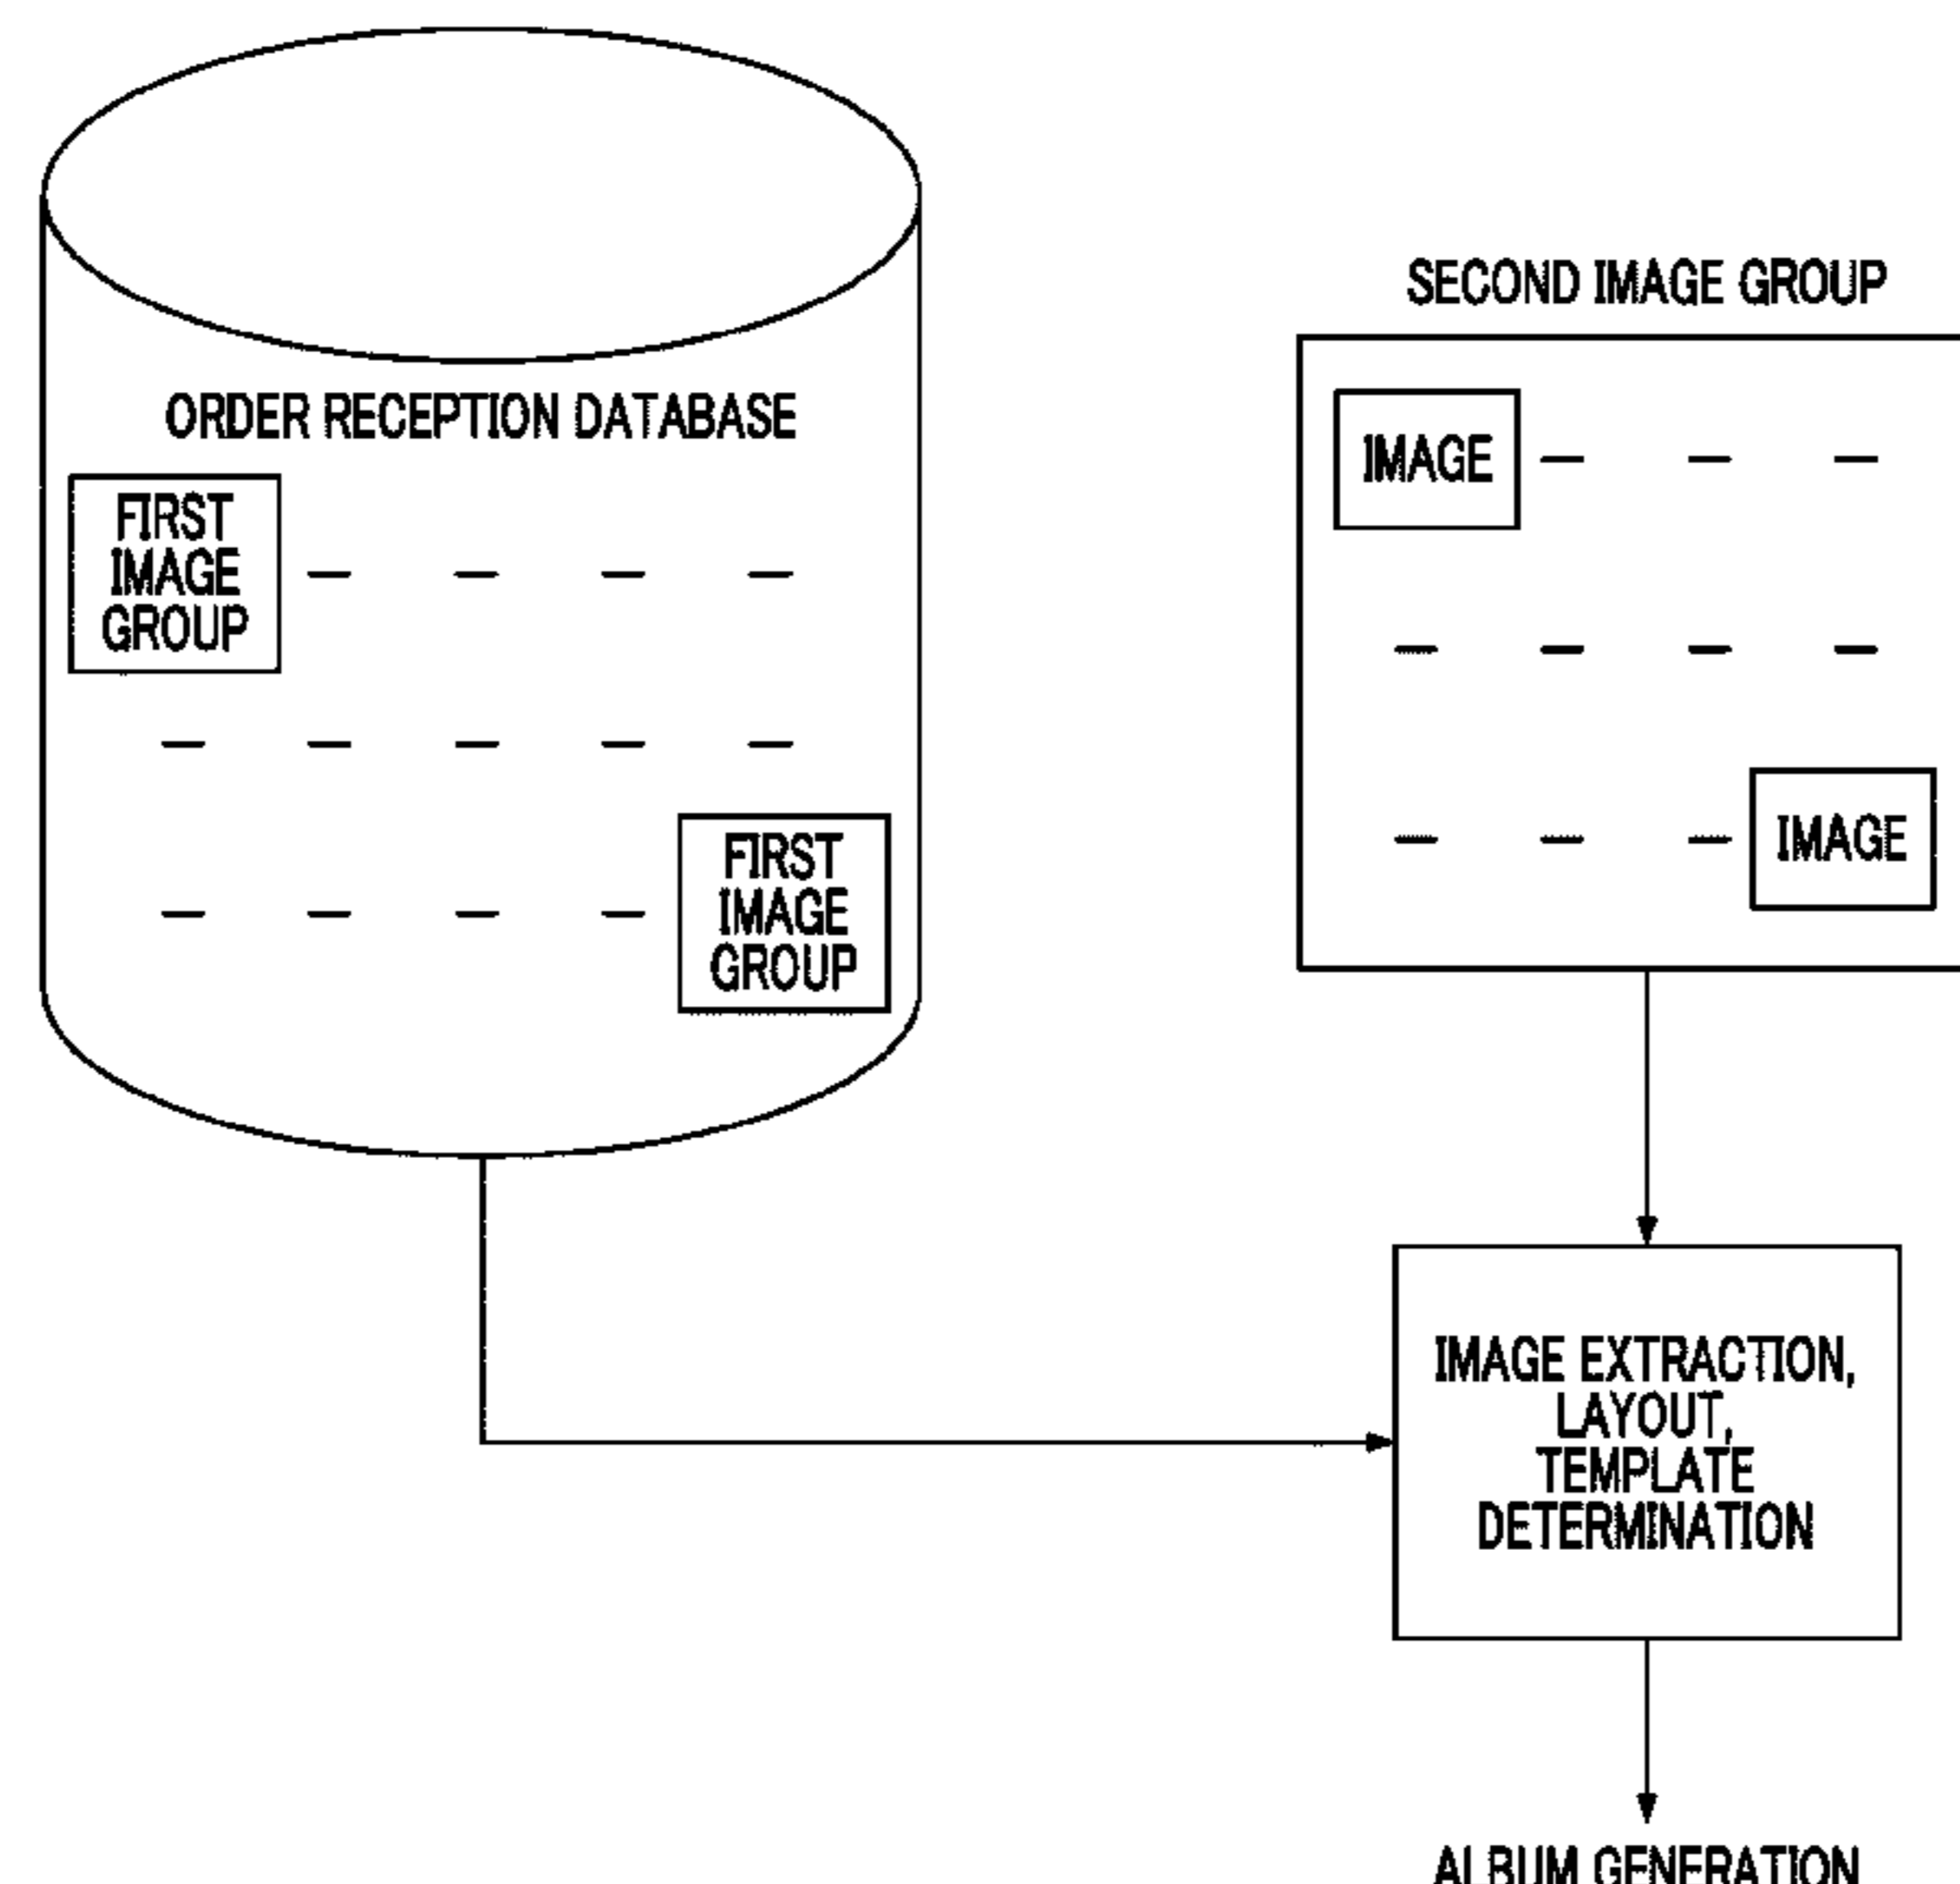 ORDER RECEPTION DATABASE
FIRST
IMAGE
GROUP
FIRST
IMAGE
GROUP
SECOND IMAGE GROUP
IMAGE
IMAGE
IMAGE EXTRACTION,
LAYOUT,
TEMPLATE
DETERMINATION
ALBUM GENERATION